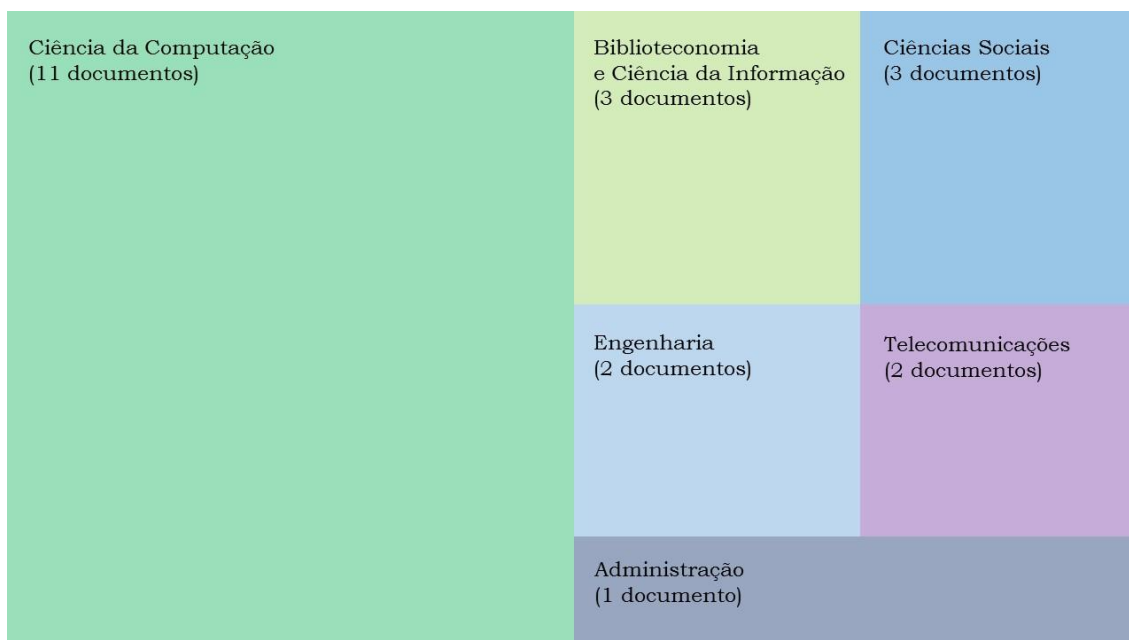 Ciência da Computação
(11 documentos)
Biblioteconomia
e Ciência da Informação
(3 documentos)
Ciências Sociais
(3 documentos)
Engenharia
(2 documentos)
Telecomunicações
(2 documentos)
Administração
(1 documento)